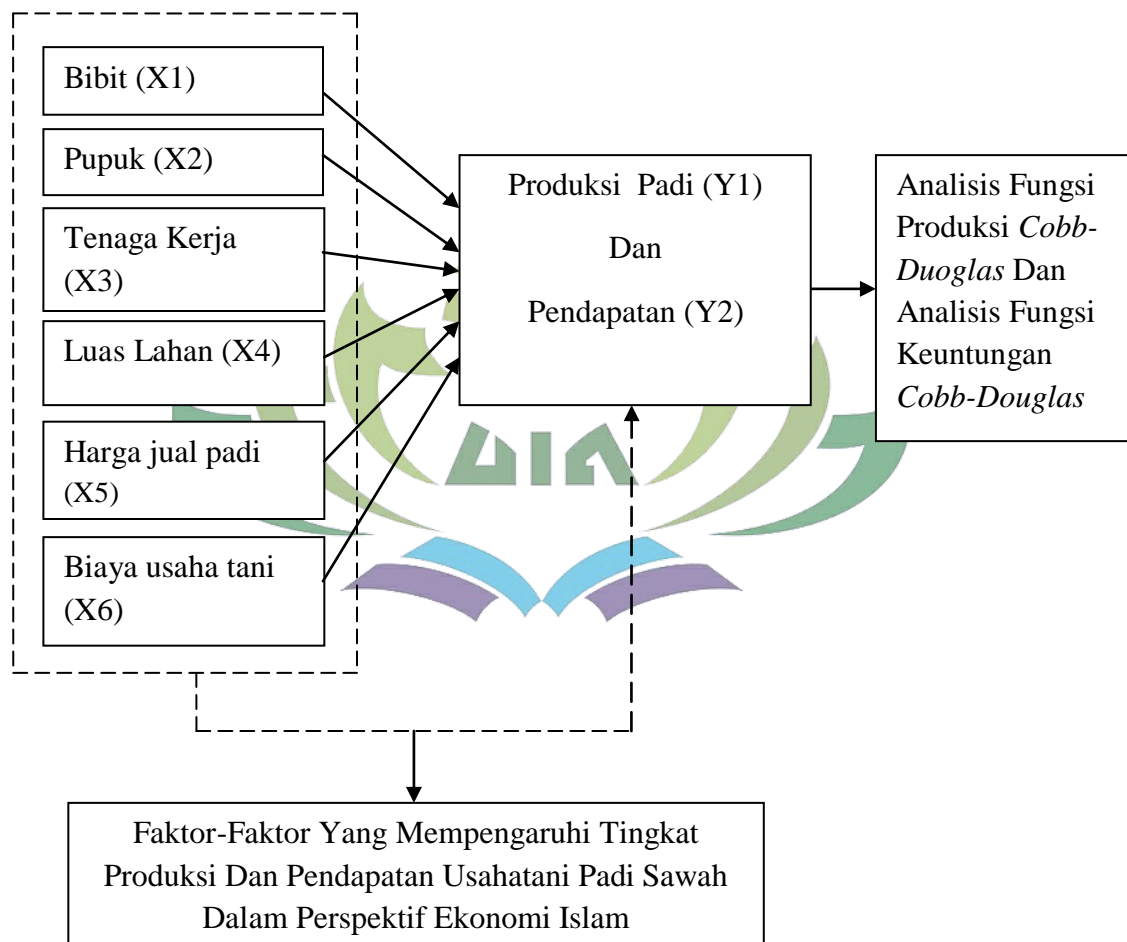 Bibit (X1)
Pupuk (X2)
Tenaga Kerja
(X3)
Luas Lahan (X4)
Harga jual padi
(X5)
Biaya usaha tani
(X6)
Produksi  Padi (Y1)
Dan
Pendapatan (Y2)
Analisis Fungsi
Produksi Cobb-
Duoglas Dan
Analisis Fungsi
Keuntungan
Cobb-Douglas
UIN
Faktor-Faktor Yang Mempengaruhi Tingkat
Produksi Dan Pendapatan Usahatani Padi Sawah
Dalam Perspektif Ekonomi Islam